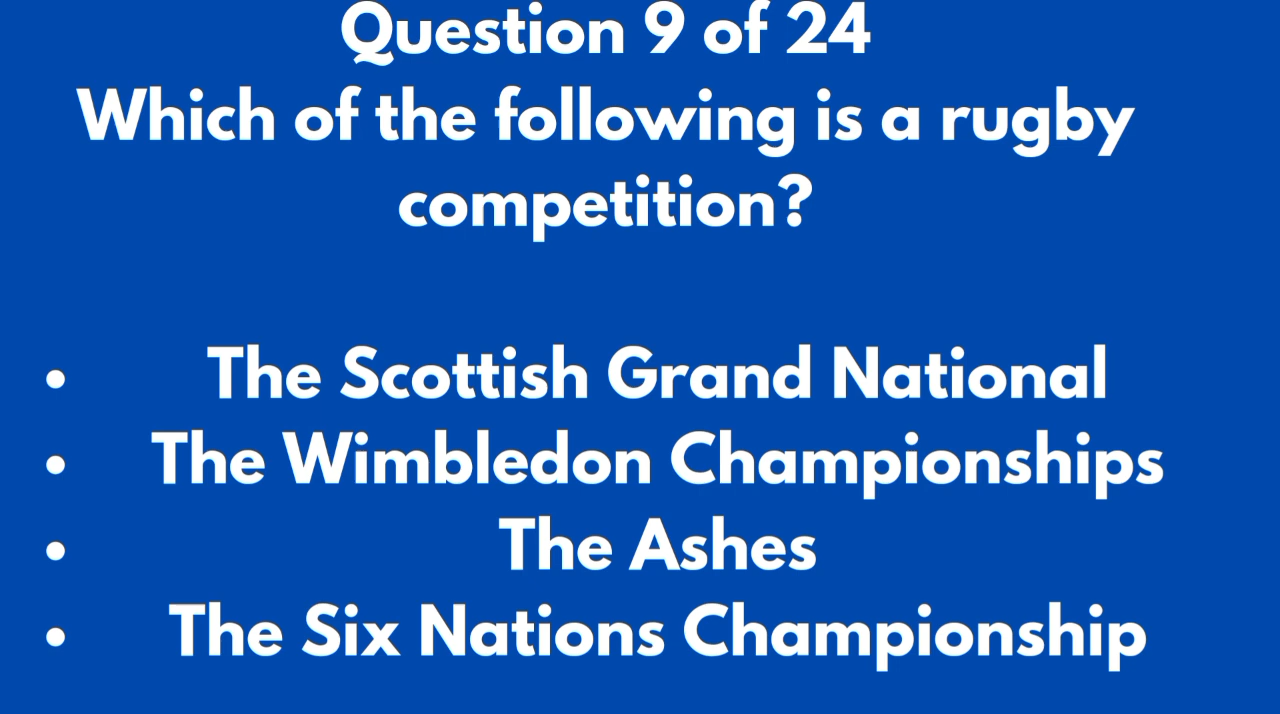 Question 9 of 24
Which of the following is a rugby
competition?
• The Scottish Grand National
• The Wimbledon Championships
• The Ashes
• The Six Nations Championship